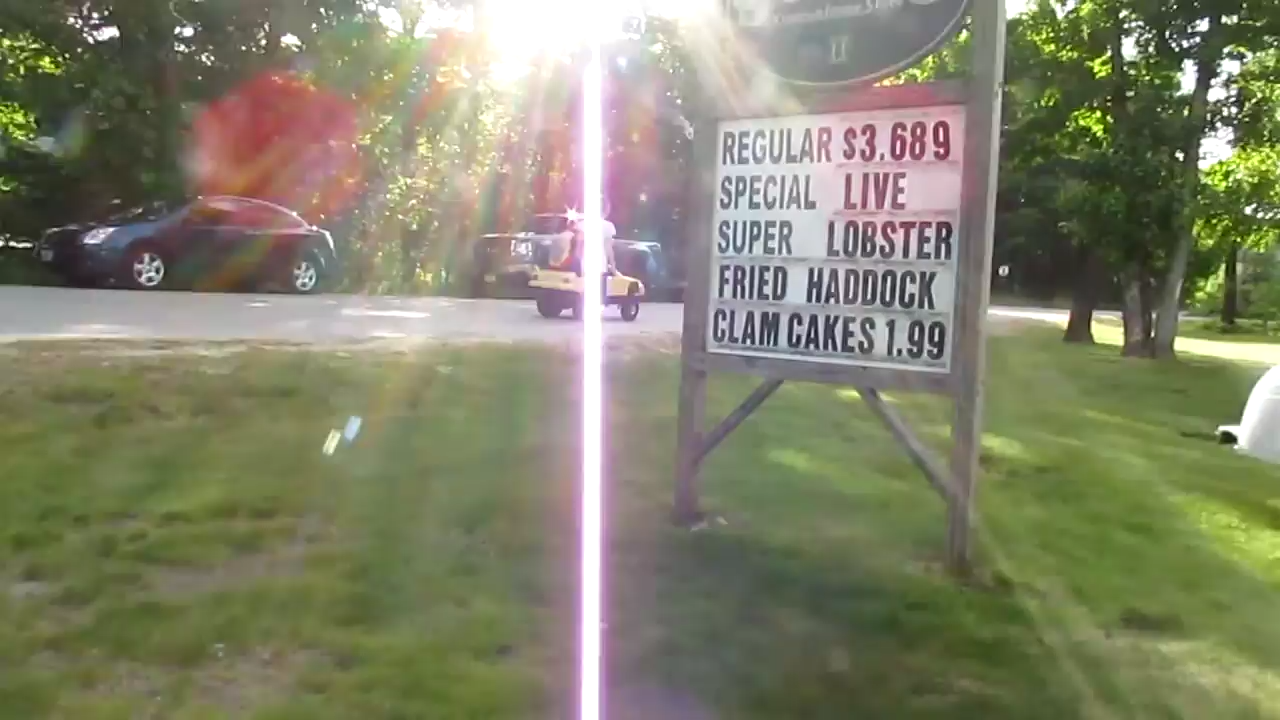 REGULAR $3.689
SPECIAL LIVE
SUPER LOBSTER
FRIED HADDOCK
CLAM CAKES 1.99